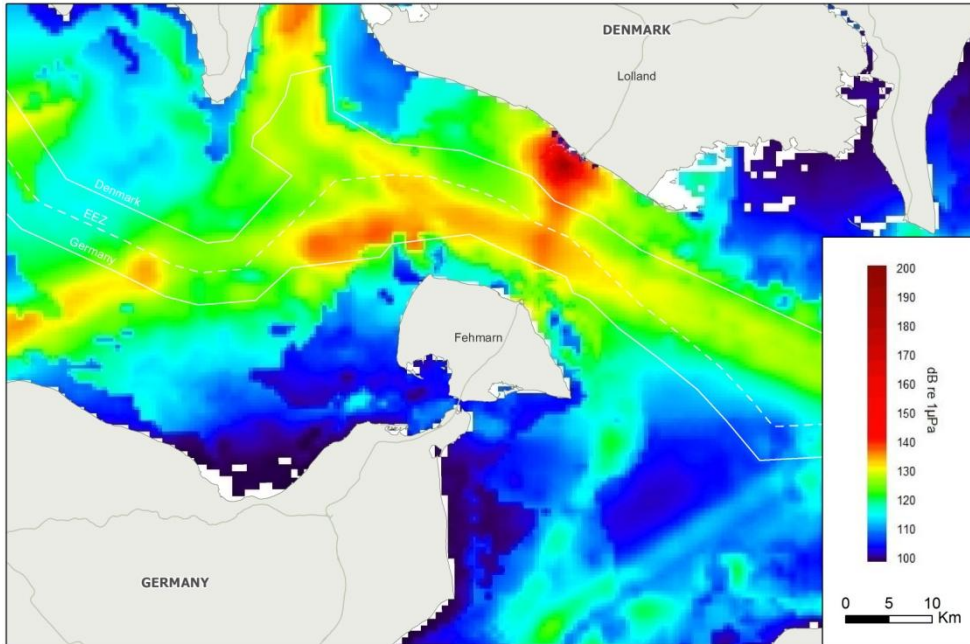 DENMARK
Lolland
Denmark
EEZ
Germany
Fehmarn
GERMANY
200
190
180
170
160
150
140
130
120
110
100
dB re 1µPa
0 5 10
Km